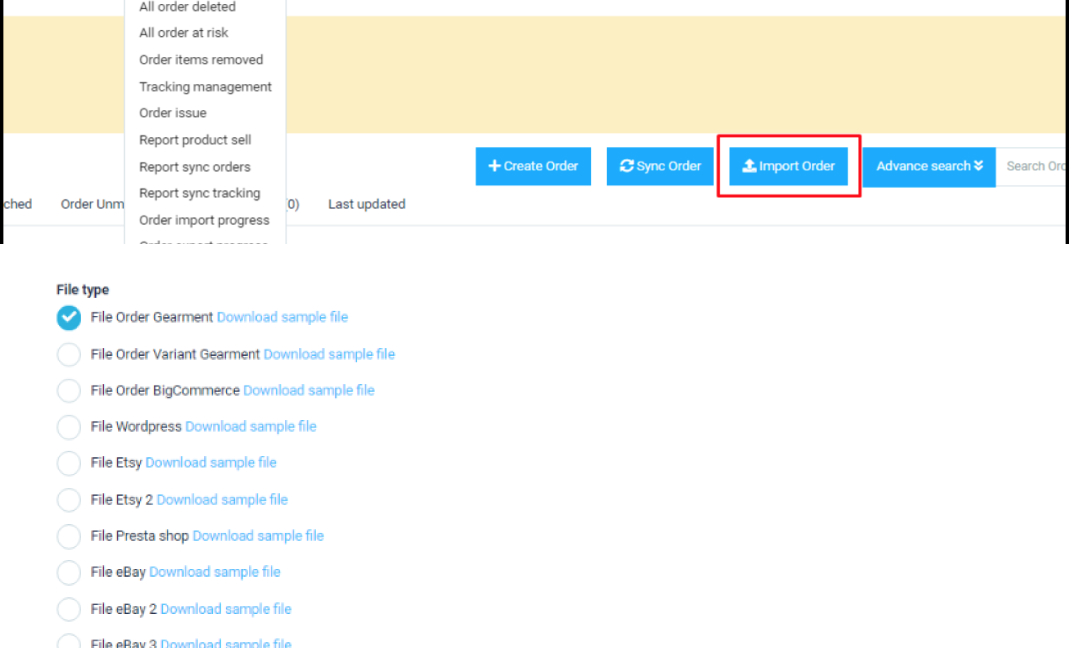 All order deleted
All order at risk
Order items removed
Tracking management
Order issue
Report product sell
Report sync orders
Report sync tracking
Order import progress
Create Order
Sync Order
Import Order
Advance search
Search Ord
ched
Order Unm
0)
Last updated
File type
File Order Gearment Download sample file
File Order Variant Gearment Download sample file
File Order BigCommerce Download sample file
File Wordpress Download sample file
File Etsy Download sample file
File Etsy 2 Download sample file
File Presta shop Download sample file
File eBay Download sample file
File eBay 2 Download sample file
File eBay 3 Download sample file